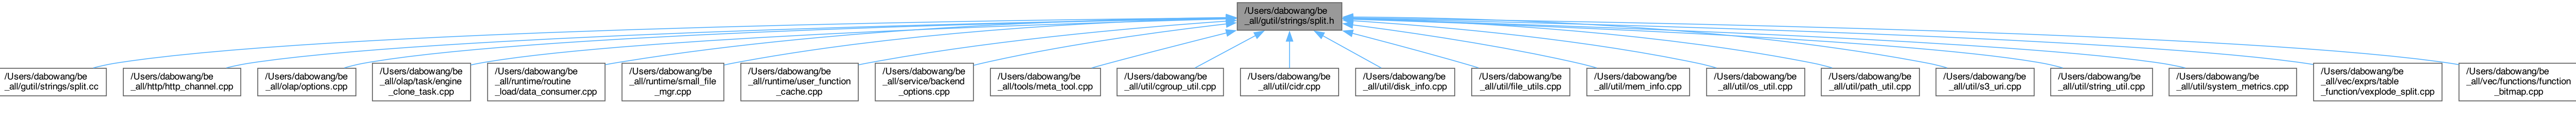 /Users/dabowang/be
_all/gutil/strings/split.h
/Users/dabowang/be
_all/gutil/strings/split.cc
/Users/dabowang/be
_all/http/http_channel.cpp
/Users/dabowang/be
_all/olap/options.cpp
/Users/dabowang/be
_all/olap/task/engine
_clone_task.cpp
/Users/dabowang/be
_all/runtime/routine
_load/data_consumer.cpp
/Users/dabowang/be
_all/runtime/small_file
_mgr.cpp
/Users/dabowang/be
_all/runtime/user_function
_cache.cpp
/Users/dabowang/be
_all/service/backend
_options.cpp
/Users/dabowang/be
_all/tools/meta_tool.cpp
/Users/dabowang/be
_all/util/cgroup_util.cpp
/Users/dabowang/be
_all/util/cidr.cpp
/Users/dabowang/be
_all/util/disk_info.cpp
/Users/dabowang/be
_all/util/file_utils.cpp
/Users/dabowang/be
_all/util/mem_info.cpp
/Users/dabowang/be
_all/util/os_util.cpp
/Users/dabowang/be
_all/util/path_util.cpp
/Users/dabowang/be
_all/util/s3_uri.cpp
/Users/dabowang/be
_all/util/string_util.cpp
/Users/dabowang/be
_all/util/system_metrics.cpp
/Users/dabowang/be
_all/vec/exprs/table
_function/vexplode_split.cpp
/Users/dabowang/be
_all/vec/functions/function
_bitmap.cpp